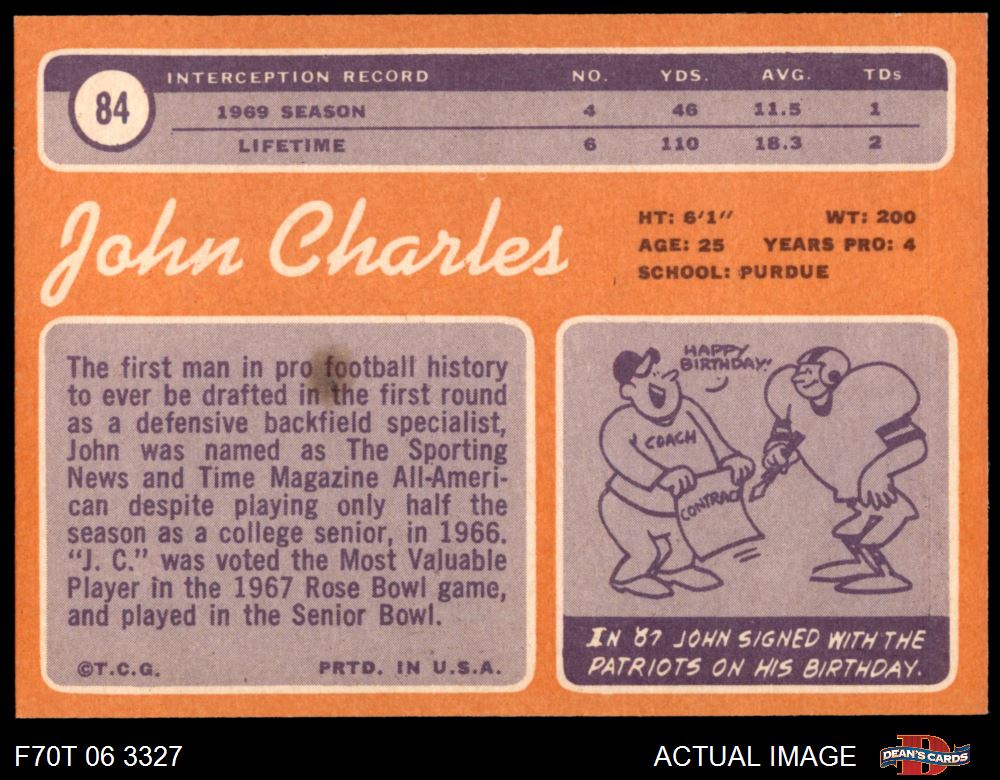 84
INTERCEPTION RECORD NO. YDS. AVG. TDs
1969 SEASON 4 46 11.5 1
LIFETIME 6 110 18.3 2
John Charles
HT: 6'1" WT: 200
AGE: 25 YEARS PRO: 4
SCHOOL: PURDUE
The first man in pro football history
to ever be drafted in the first round
as a defensive backfield specialist,
John was named as The Sporting
News and Time Magazine All-Ameri-
can despite playing only half the
season as a college senior, in 1966.
"J. C." was voted the Most Valuable
Player in the 1967 Rose Bowl game,
and played in the Senior Bowl.
©T.C.G. PRTD. IN U.S.A.
HAPPY
BIRTHDAY!
COACH
CONTRACT
IN '67 JOHN SIGNED WITH THE
PATRIOTS ON HIS BIRTHDAY.
F70T 06 3327 ACTUAL IMAGE DEAN'S CARDS